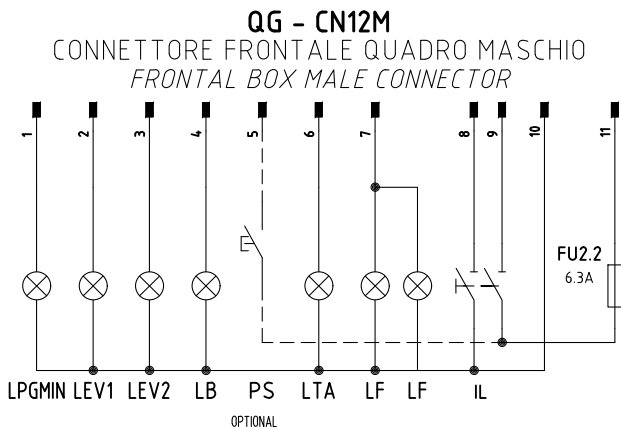 QG - CN12M
CONNETTORE FRONTALE QUADRO MASCHIO
FRONTAL BOX MALE CONNECTOR
1 2 3 4 5 6 7 8 9 10 11
FU2.2
6.3A
LPGMIN LEV1 LEV2 LB PS LTA LF LF IL
OPTIONAL